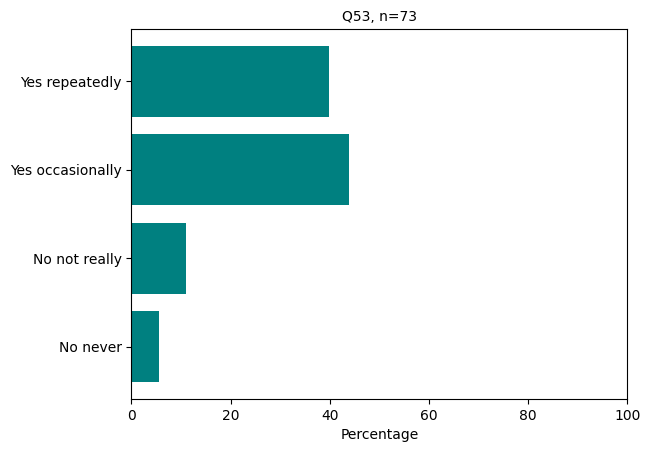 Q53, n=73
Yes repeatedly
Yes occasionally
No not really
No never
0 20 40 60 80 100
Percentage